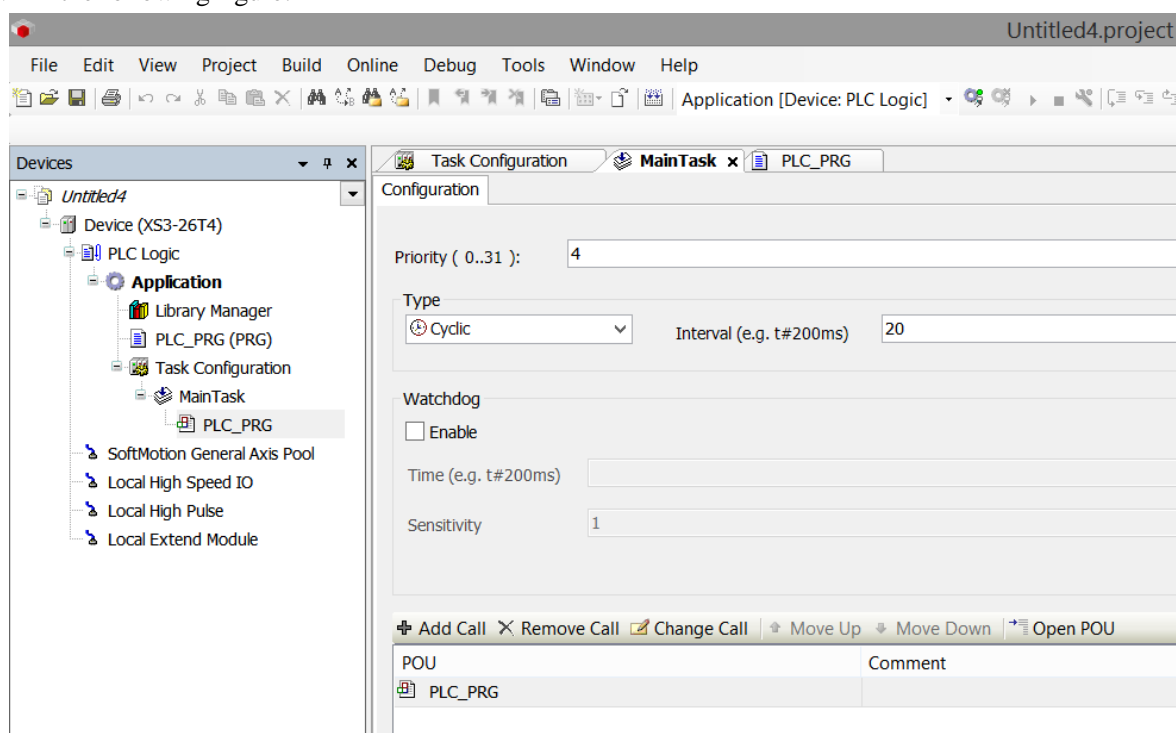 Untitled4.project
File Edit View Project Build Online Debug Tools Window Help
Application [Device: PLC Logic]
Devices
Task Configuration MainTask PLC_PRG
Untitled4
Device (XS3-26T4)
PLC Logic
Application
Library Manager
PLC_PRG (PRG)
Task Configuration
MainTask
PLC_PRG
SoftMotion General Axis Pool
Local High Speed IO
Local High Pulse
Local Extend Module
Configuration
Priority ( 0..31 ): 4
Type
Cyclic Interval (e.g. t#200ms) 20
Watchdog
Enable
Time (e.g. t#200ms)
Sensitivity 1
Add Call Remove Call Change Call Move Up Move Down Open POU
POU Comment
PLC_PRG